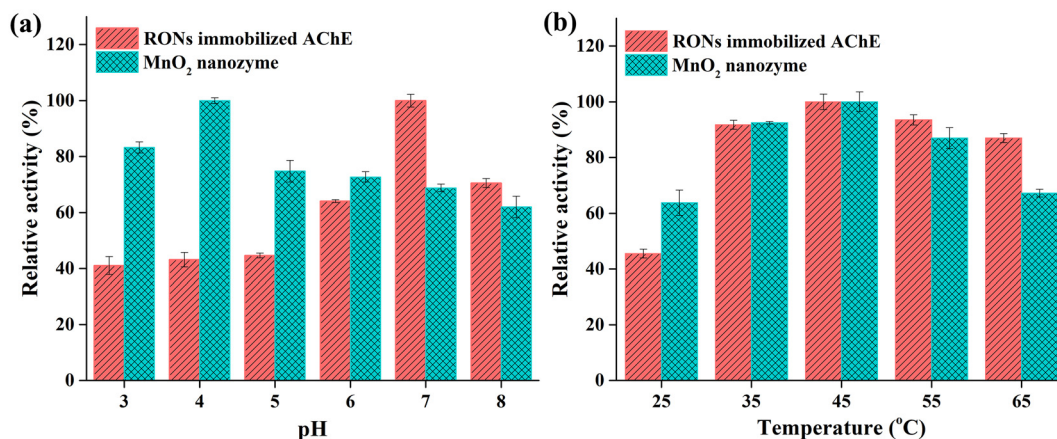 (a)
RONs immobilized AChE
MnO₂ nanozyme
Relative activity (%)
120
100
80
60
40
20
0
3 4 5 6 7 8
pH
(b)
RONs immobilized AChE
MnO₂ nanozyme
Relative activity (%)
120
100
80
60
40
20
0
25 35 45 55 65
Temperature (°C)